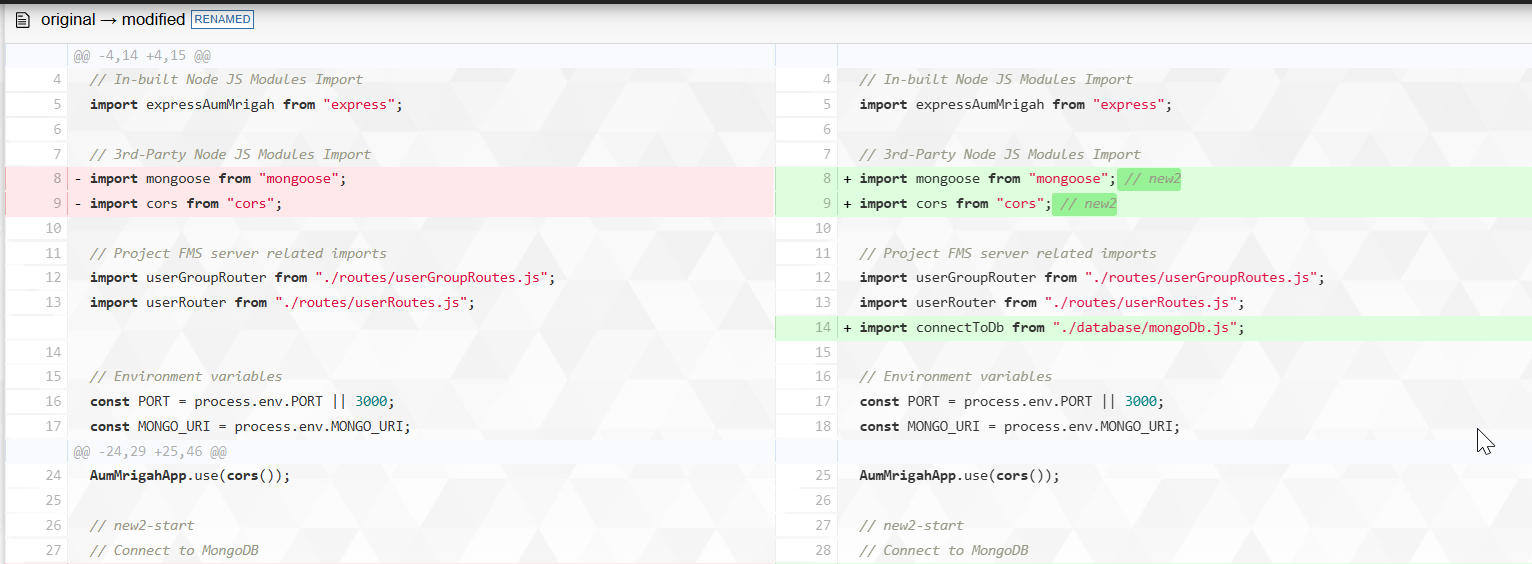 original → modified RENAMED
@@ -4,14 +4,15 @@
4 // In-built Node JS Modules Import 4 // In-built Node JS Modules Import
5 import expressAumMrigah from "express"; 5 import expressAumMrigah from "express";
6 6
7 // 3rd-Party Node JS Modules Import 7 // 3rd-Party Node JS Modules Import
8 - import mongoose from "mongoose"; 8 + import mongoose from "mongoose"; // new2
9 - import cors from "cors"; 9 + import cors from "cors"; // new2
10 10
11 // Project FMS server related imports 11 // Project FMS server related imports
12 import userGroupRouter from "./routes/userGroupRoutes.js"; 12 import userGroupRouter from "./routes/userGroupRoutes.js";
13 import userRouter from "./routes/userRoutes.js"; 13 import userRouter from "./routes/userRoutes.js";
14 + import connectToDb from "./database/mongoDb.js";
14 15
15 // Environment variables 16 // Environment variables
16 const PORT = process.env.PORT || 3000; 17 const PORT = process.env.PORT || 3000;
17 const MONGO_URI = process.env.MONGO_URI; 18 const MONGO_URI = process.env.MONGO_URI;
@@ -24,29 +25,46 @@
24 AumMrigahApp.use(cors()); 25 AumMrigahApp.use(cors());
25 26
26 // new2-start 27 // new2-start
27 // Connect to MongoDB 28 // Connect to MongoDB